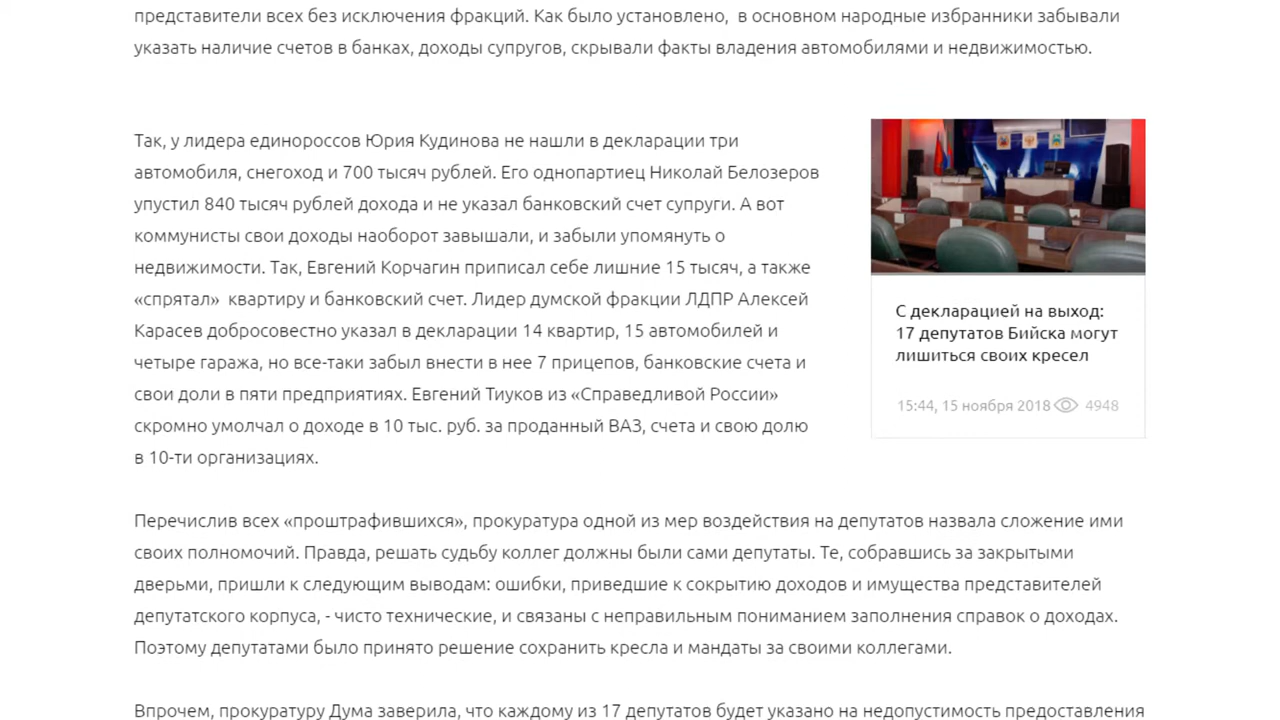 представители всех без исключения фракций. Как было установлено,  в основном народные избранники забывали
указать наличие счетов в банках, доходы супругов, скрывали факты владения автомобилями и недвижимостью.
Так, у лидера единороссов Юрия Кудинова не нашли в декларации три
автомобиля, снегоход и 700 тысяч рублей. Его однопартиец Николай Белозеров
упустил 840 тысяч рублей дохода и не указал банковский счет супруги. А вот
коммунисты свои доходы наоборот завышали, и забыли упомянуть о
недвижимости. Так, Евгений Корчагин приписал себе лишние 15 тысяч, а также
«спрятал»  квартиру и банковский счет. Лидер думской фракции ЛДПР Алексей
Карасев добросовестно указал в декларации 14 квартир, 15 автомобилей и
четыре гаража, но все-таки забыл внести в нее 7 прицепов, банковские счета и
свои доли в пяти предприятиях. Евгений Тиуков из «Справедливой России»
скромно умолчал о доходе в 10 тыс. руб. за проданный ВАЗ, счета и свою долю
в 10-ти организациях.
С декларацией на выход:
17 депутатов Бийска могут
лишиться своих кресел
15:44, 15 ноября 2018 4948
Перечислив всех «проштрафившихся», прокуратура одной из мер воздействия на депутатов назвала сложение ими
своих полномочий. Правда, решать судьбу коллег должны были сами депутаты. Те, собравшись за закрытыми
дверьми, пришли к следующим выводам: ошибки, приведшие к сокрытию доходов и имущества представителей
депутатского корпуса, - чисто технические, и связаны с неправильным пониманием заполнения справок о доходах.
Поэтому депутатами было принято решение сохранить кресла и мандаты за своими коллегами.
Впрочем, прокуратуру Дума заверила, что каждому из 17 депутатов будет указано на недопустимость предоставления